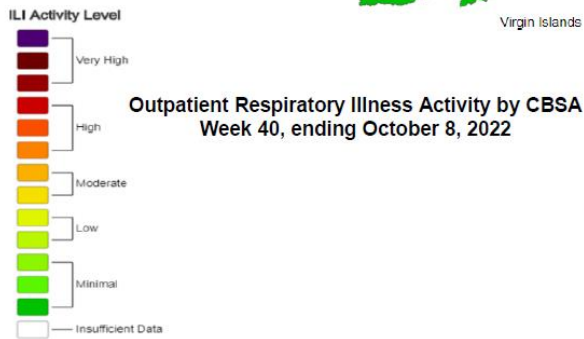 ILI Activity Level
Virgin Islands
Very High
Outpatient Respiratory Illness Activity by CBSA
Week 40, ending October 8, 2022
High
Moderate
Low
Minimal
Insufficient Data